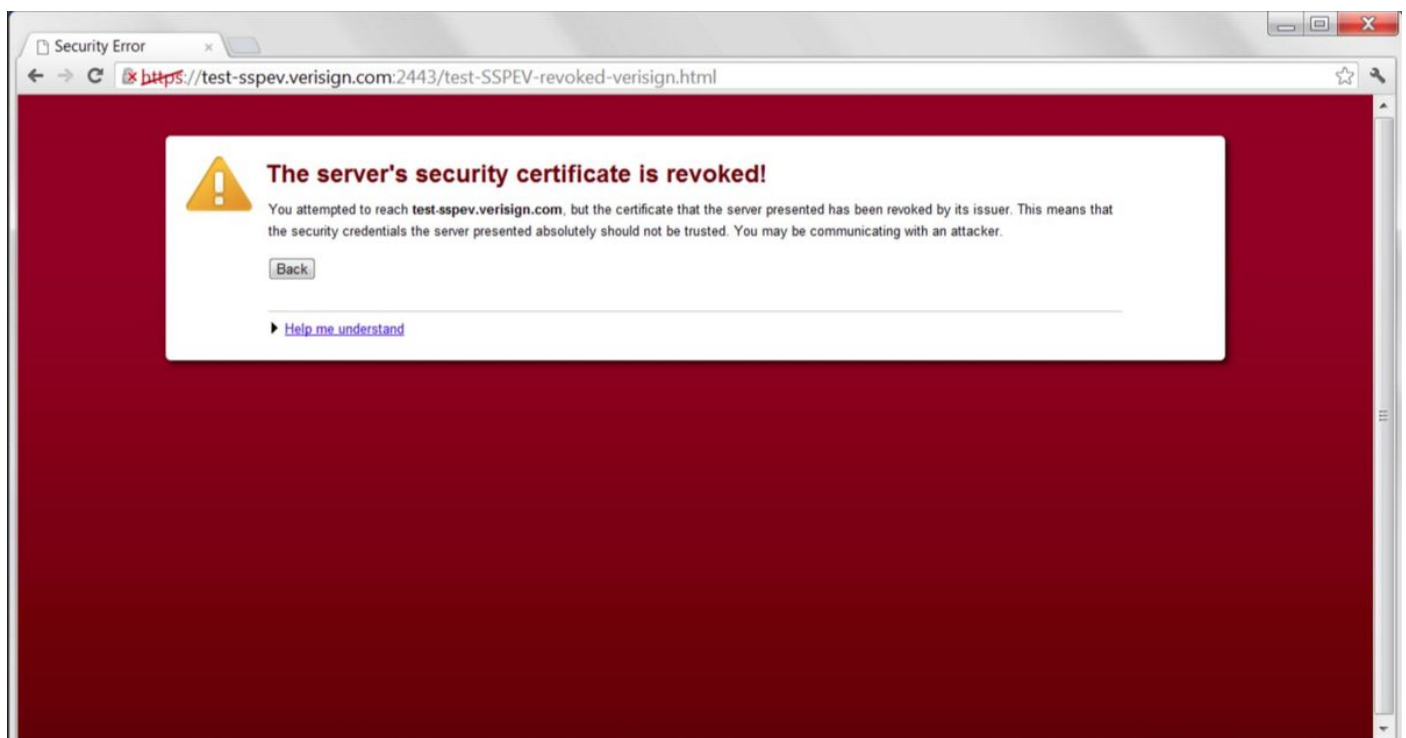 Security Error
https://test-sspev.verisign.com:2443/test-SSPEV-revoked-verisign.html
The server's security certificate is revoked!
You attempted to reach test-sspev.verisign.com, but the certificate that the server presented has been revoked by its issuer. This means that
the security credentials the server presented absolutely should not be trusted. You may be communicating with an attacker.
Back
Help me understand